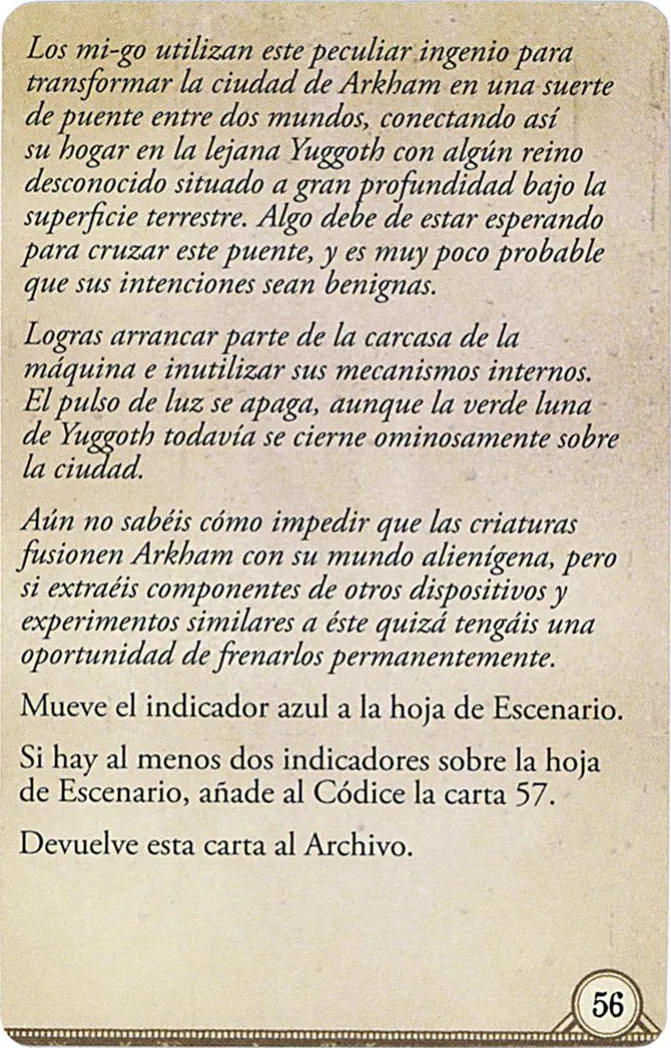 Los mi-go utilizan este peculiar ingenio para
transformar la ciudad de Arkham en una suerte
de puente entre dos mundos, conectando así
su hogar en la lejana Yuggoth con algún reino
desconocido situado a gran profundidad bajo la
superficie terrestre. Algo debe de estar esperando
para cruzar este puente, y es muy poco probable
que sus intenciones sean benignas.
Logras arrancar parte de la carcasa de la
máquina e inutilizar sus mecanismos internos.
El pulso de luz se apaga, aunque la verde luna
de Yuggoth todavía se cierne ominosamente sobre
la ciudad.
Aún no sabéis cómo impedir que las criaturas
fusionen Arkham con su mundo alienígena, pero
si extraéis componentes de otros dispositivos y
experimentos similares a éste quizá tengáis una
oportunidad de frenarlos permanentemente.
Mueve el indicador azul a la hoja de Escenario.
Si hay al menos dos indicadores sobre la hoja
de Escenario, añade al Códice la carta 57.
Devuelve esta carta al Archivo.
56